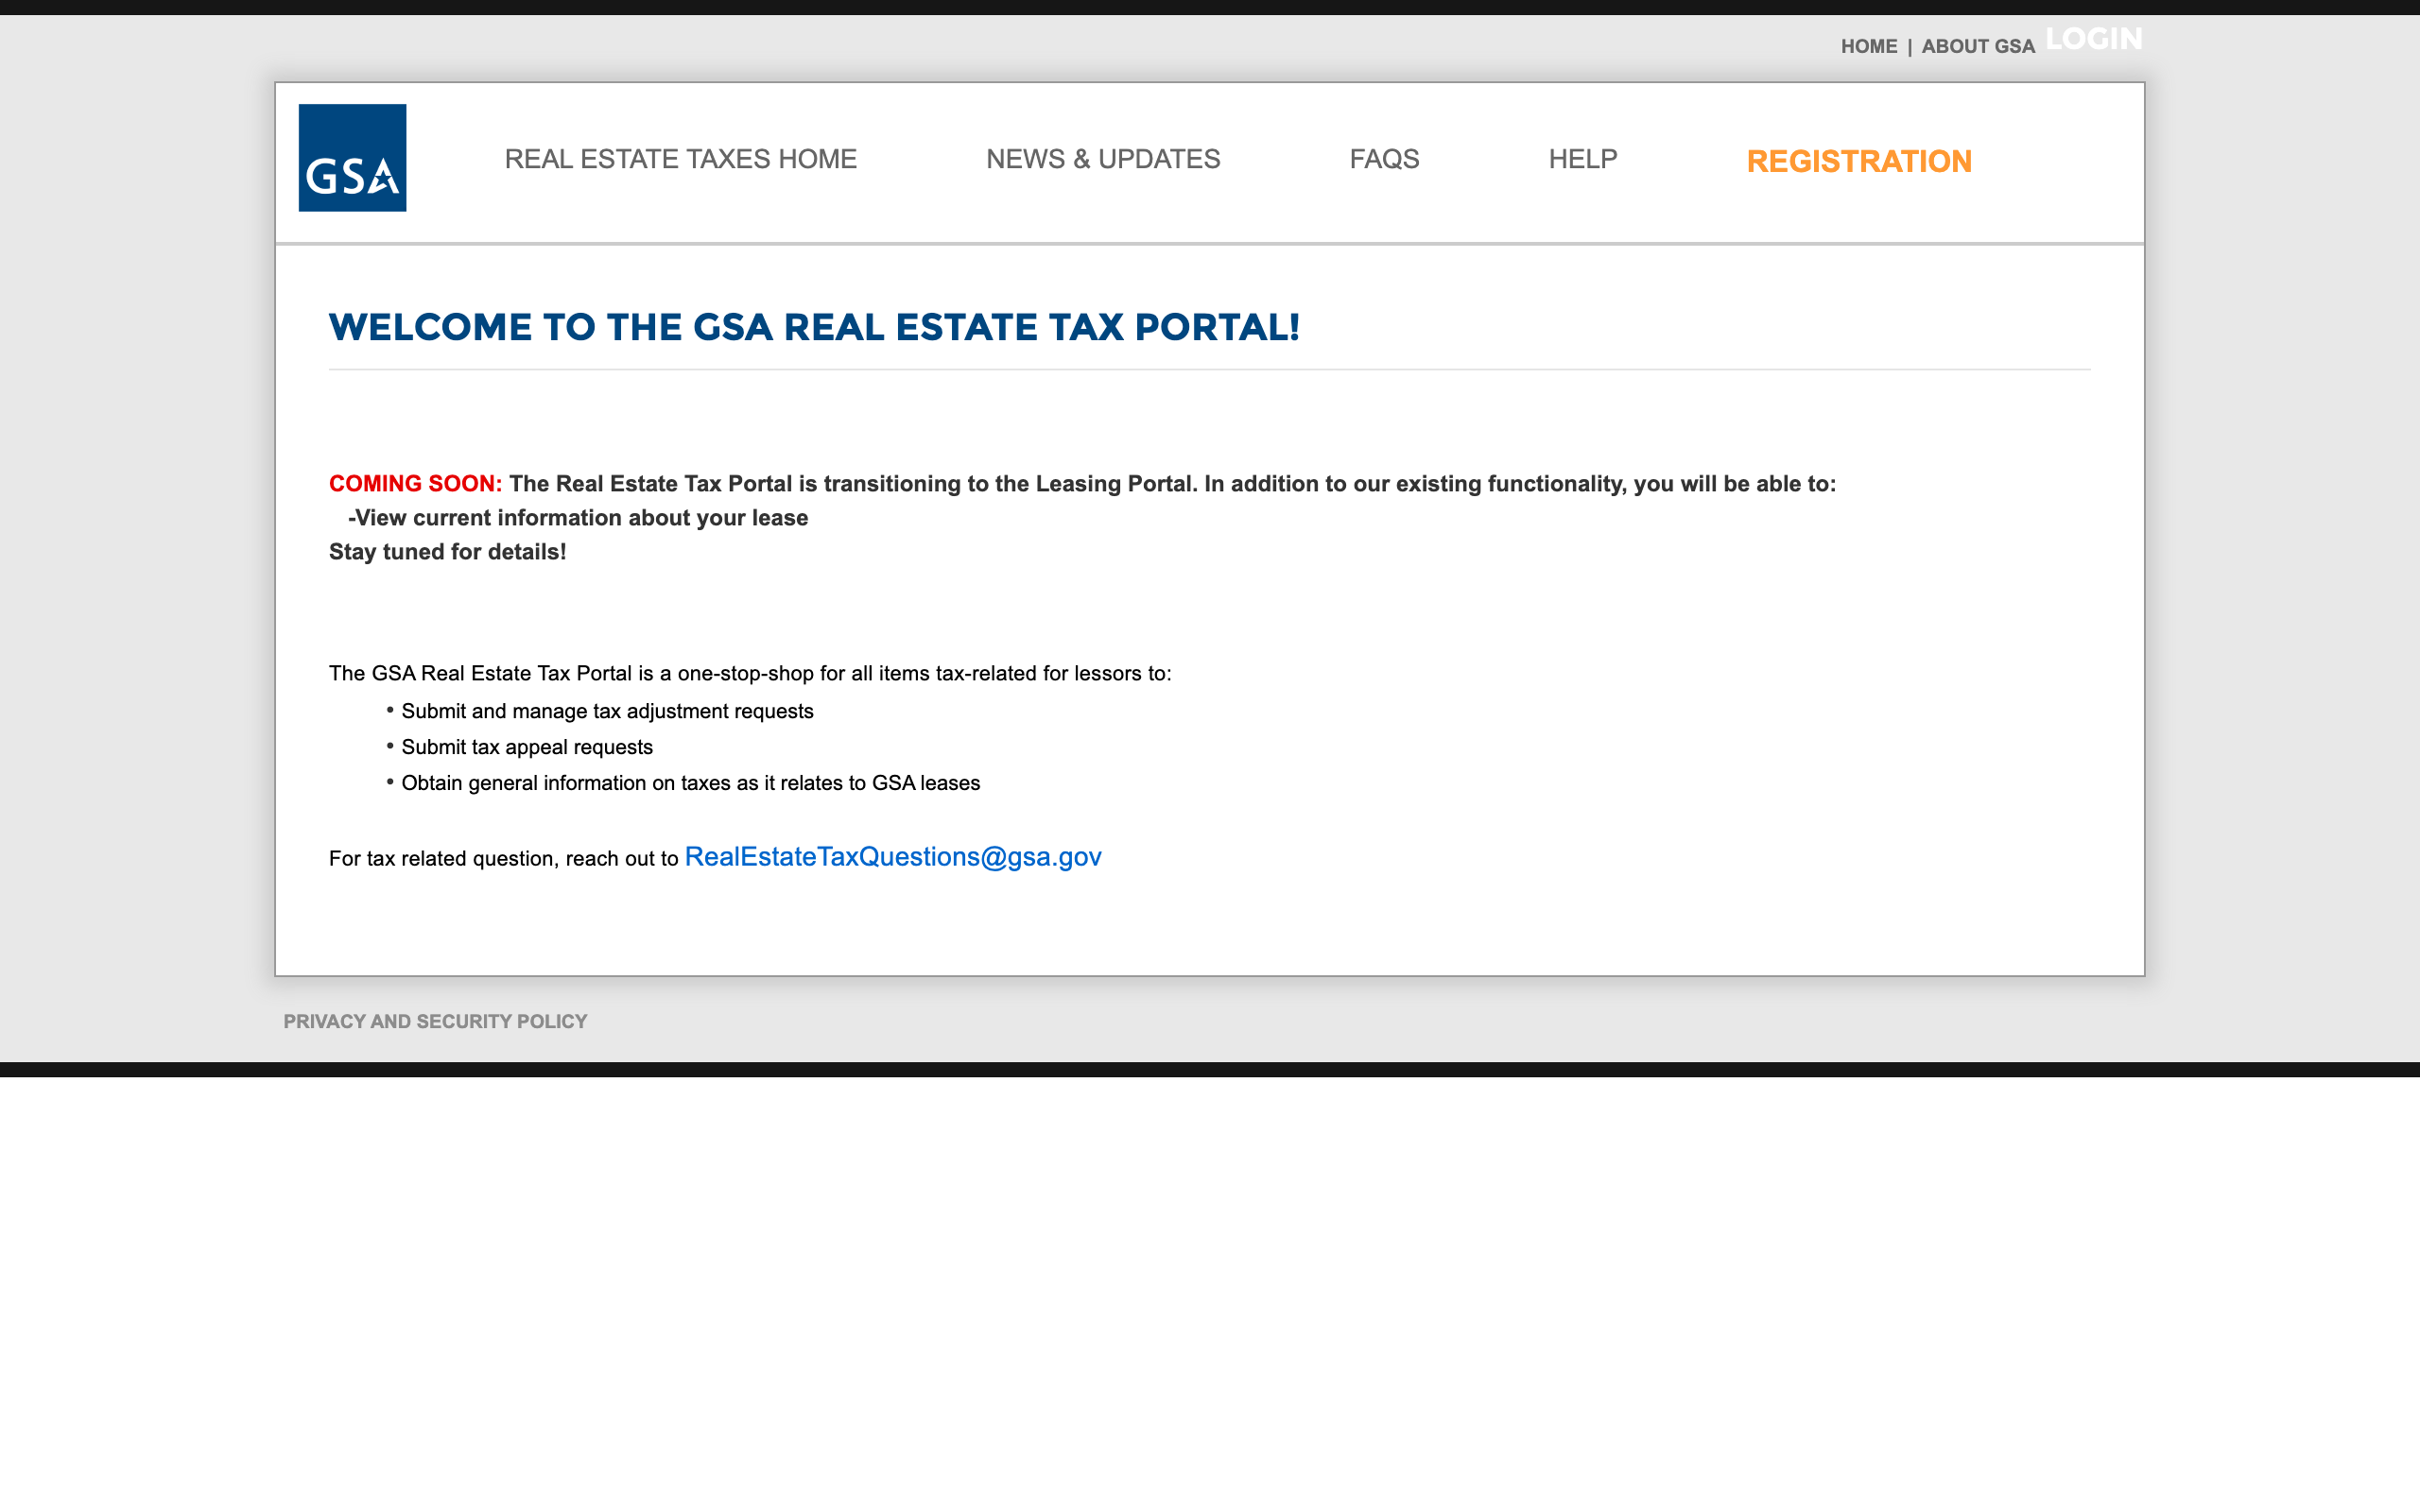 HOME | ABOUT GSA LOGIN
GSA
REAL ESTATE TAXES HOME NEWS & UPDATES FAQS HELP REGISTRATION
WELCOME TO THE GSA REAL ESTATE TAX PORTAL!
COMING SOON: The Real Estate Tax Portal is transitioning to the Leasing Portal. In addition to our existing functionality, you will be able to:
-View current information about your lease
Stay tuned for details!
The GSA Real Estate Tax Portal is a one-stop-shop for all items tax-related for lessors to:
• Submit and manage tax adjustment requests
• Submit tax appeal requests
• Obtain general information on taxes as it relates to GSA leases
For tax related question, reach out to RealEstateTaxQuestions@gsa.gov
PRIVACY AND SECURITY POLICY